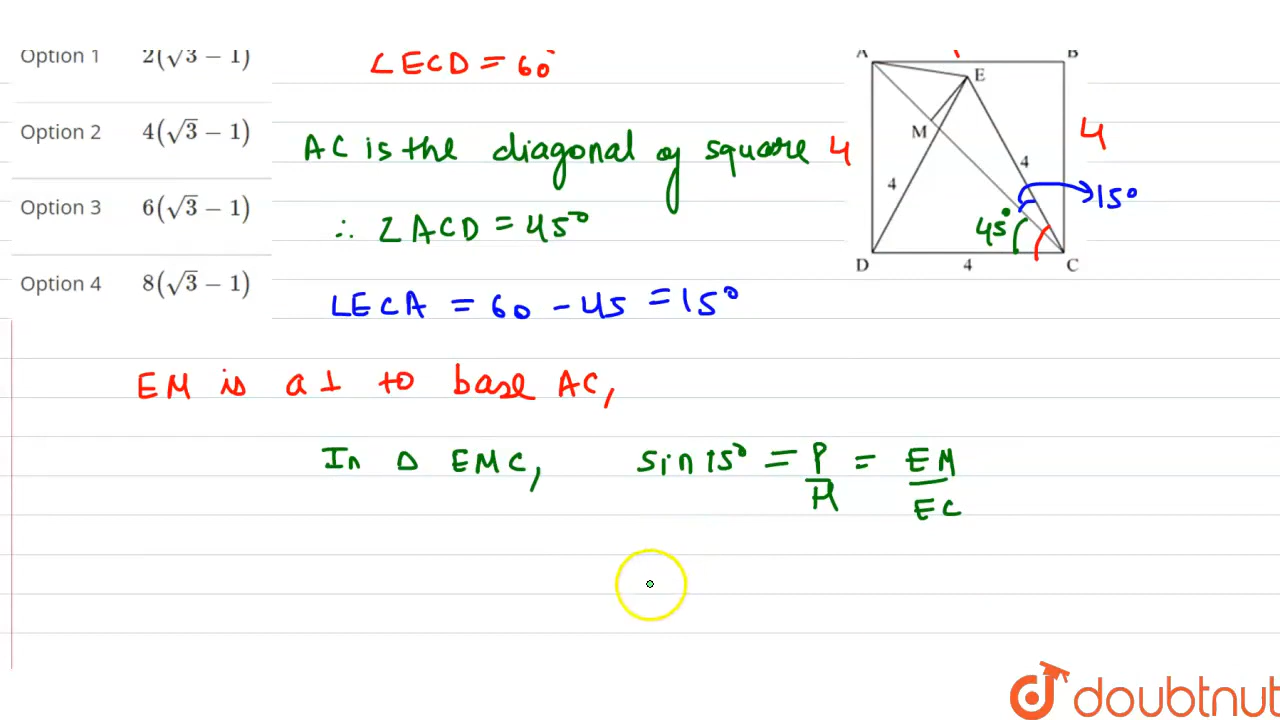 Option 1 2(√3 − 1)
∠ECD = 60°
Option 2 4(√3 − 1)
AC is the diagonal of square
Option 3 6(√3 − 1)
∴ ∠ACD = 45°
Option 4 8(√3 − 1)
∠ECA = 60 − 45 = 15°
A B
E
M
4 4
4 4
15°
45°
D 4 C
EM is a ⊥ to base AC,
In Δ EMC, sin15° = P/H = EM/EC
doubtnut